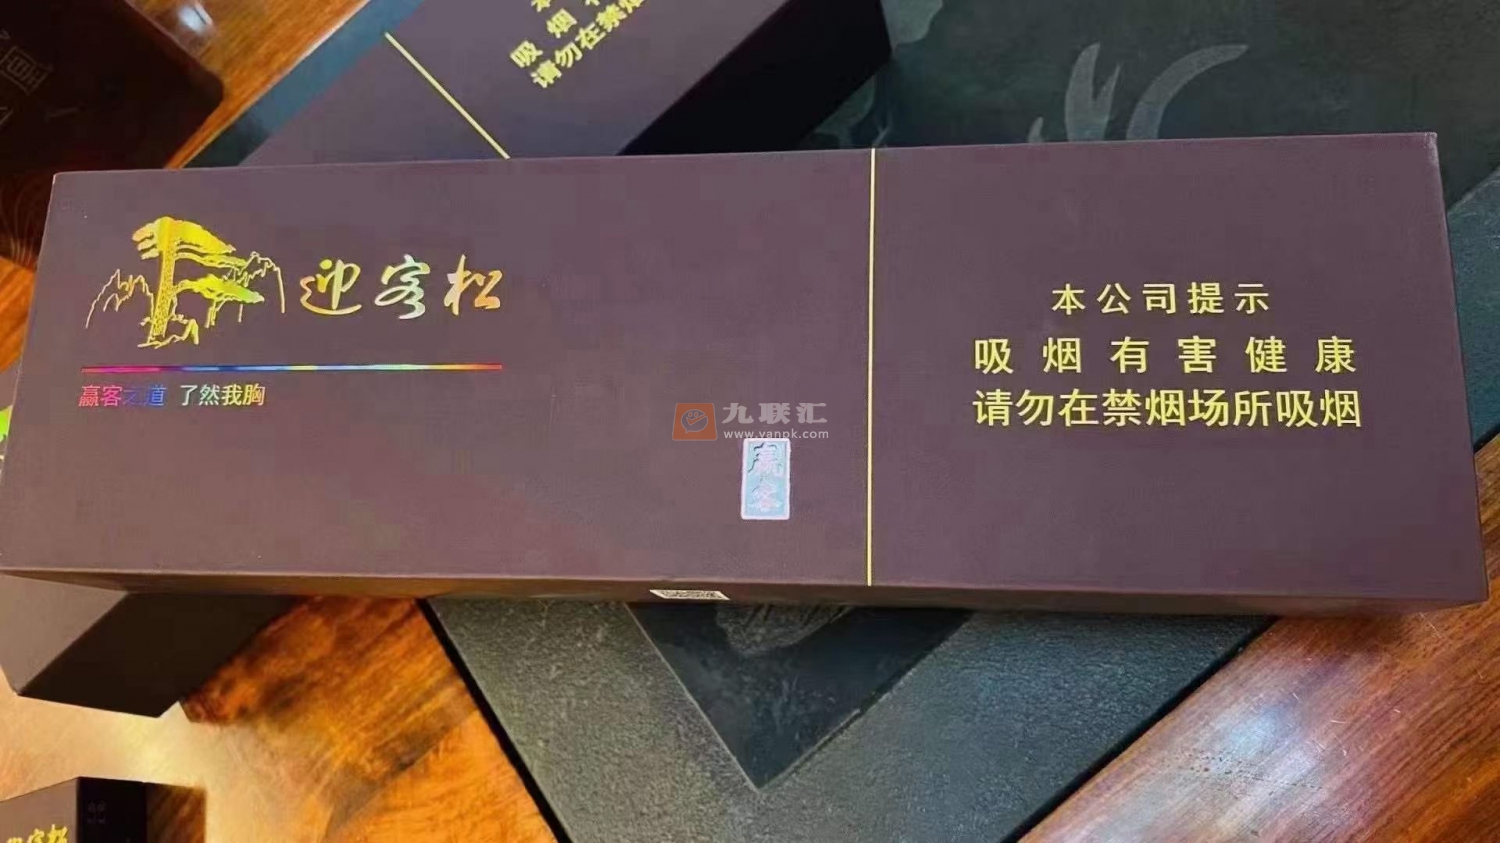 吸烟
请勿在禁烟
迎客松
赢客之道 了然我胸
本公司提示
吸烟有害健康
请勿在禁烟场所吸烟
九联汇
www.yanpk.com
赢客